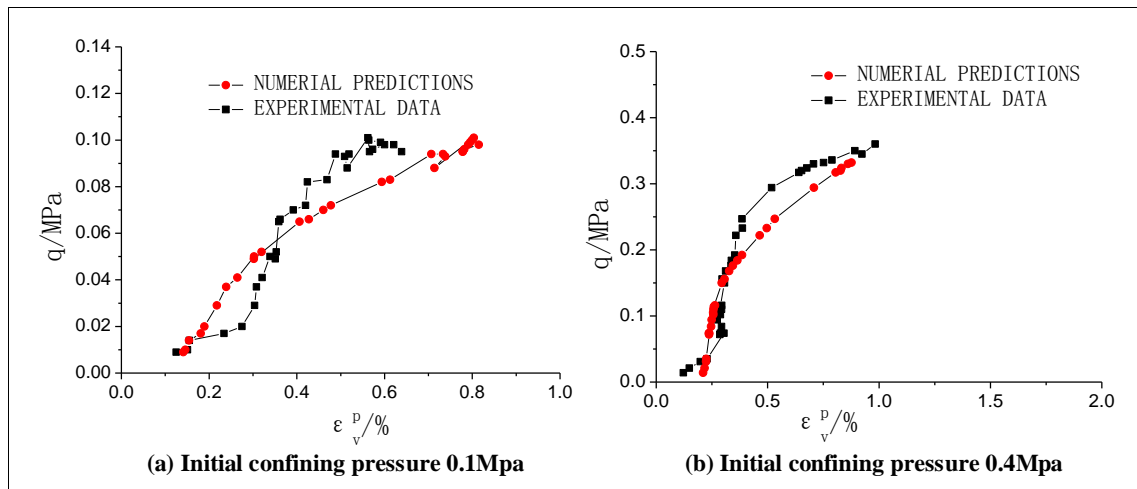 0.14
0.12
0.10
0.08
0.06
0.04
0.02
0.00
q/MPa
NUMERIAL PREDICTIONS
EXPERIMENTAL DATA
0.0 0.2 0.4 0.6 0.8 1.0
ε v p /%
(a) Initial confining pressure 0.1Mpa
0.5
0.4
0.3
0.2
0.1
0.0
q/MPa
NUMERIAL PREDICTIONS
EXPERIMENTAL DATA
0.0 0.5 1.0 1.5 2.0
ε v p /%
(b) Initial confining pressure 0.4Mpa